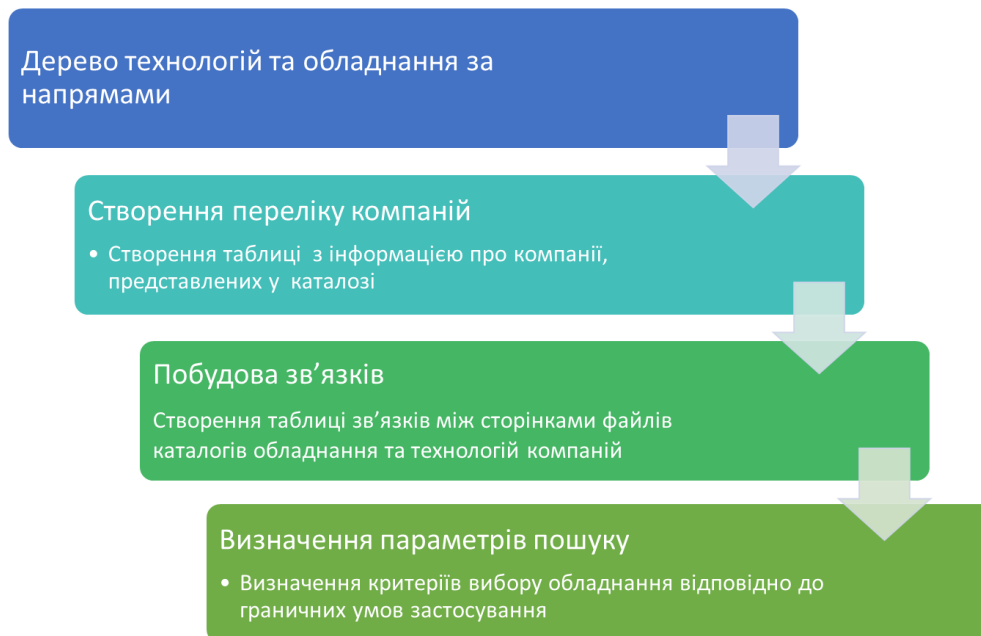 Дерево технологій та обладнання за
напрямами
Створення переліку компаній
• Створення таблиці з інформацією про компанії,
представлених у каталозі
Побудова зв’язків
Створення таблиці зв’язків між сторінками файлів
каталогів обладнання та технологій компаній
Визначення параметрів пошуку
• Визначення критеріїв вибору обладнання відповідно до
граничних умов застосування